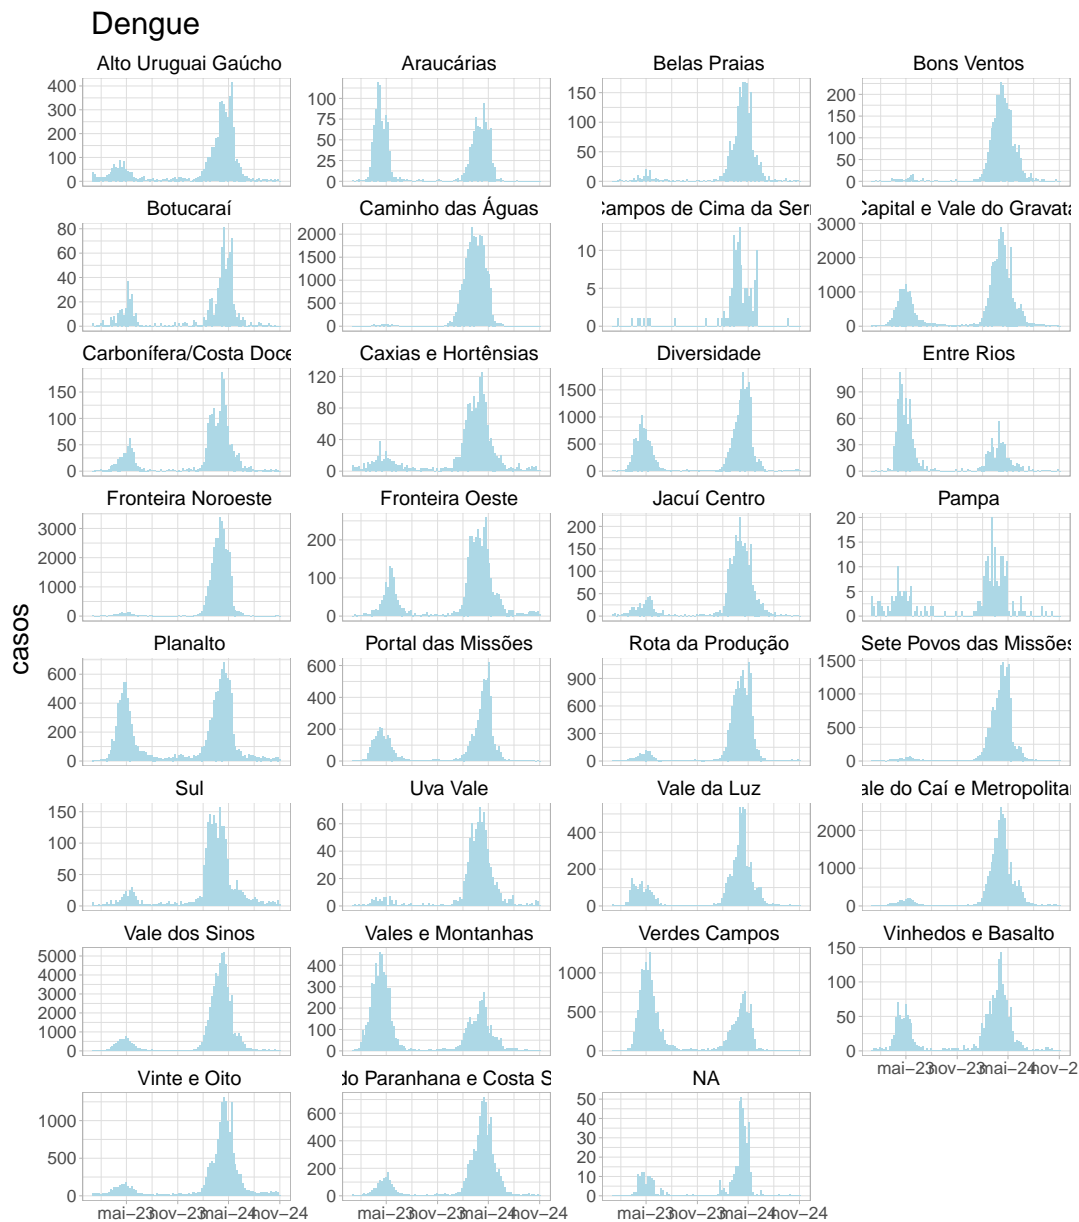 Dengue
Alto Uruguai Gaúcho
Araucárias
Belas Praias
Bons Ventos
400
300
200
100
0
100
75
50
25
0
150
100
50
0
200
150
100
50
0
Botucaraí
Caminho das Águas
Campos de Cima da Serr
Capital e Vale do Gravata
80
60
40
20
0
2000
1500
1000
500
0
10
5
0
3000
2000
1000
0
Carbonífera/Costa Doce
Caxias e Hortênsias
Diversidade
Entre Rios
150
100
50
0
120
80
40
0
1500
1000
500
0
90
60
30
0
Fronteira Noroeste
Fronteira Oeste
Jacuí Centro
Pampa
3000
2000
1000
0
200
100
0
200
150
100
50
0
20
15
10
5
0
casos
Planalto
Portal das Missões
Rota da Produção
Sete Povos das Missões
600
400
200
0
600
400
200
0
900
600
300
0
1500
1000
500
0
Sul
Uva Vale
Vale da Luz
ale do Caí e Metropolitan
150
100
50
0
60
40
20
0
400
200
0
2000
1000
0
Vale dos Sinos
Vales e Montanhas
Verdes Campos
Vinhedos e Basalto
5000
4000
3000
2000
1000
0
400
300
200
100
0
1000
500
0
150
100
50
0
mai−23
nov−23
mai−24
nov−2
Vinte e Oito
do Paranhana e Costa S
NA
1000
500
0
600
400
200
0
50
40
30
20
10
0
mai−23
nov−23
mai−24
nov−24
mai−23
nov−23
mai−24
nov−24
mai−23
nov−23
mai−24
nov−24